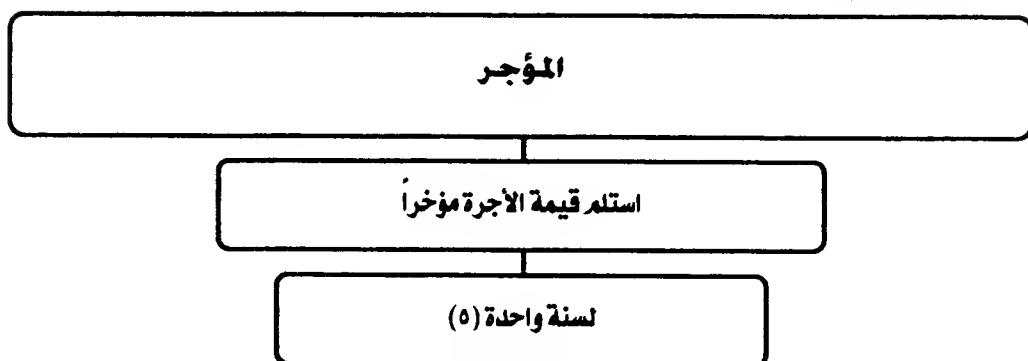 المؤجر
استلم قيمة الأجرة مؤخراً
لسنة واحدة (٥)